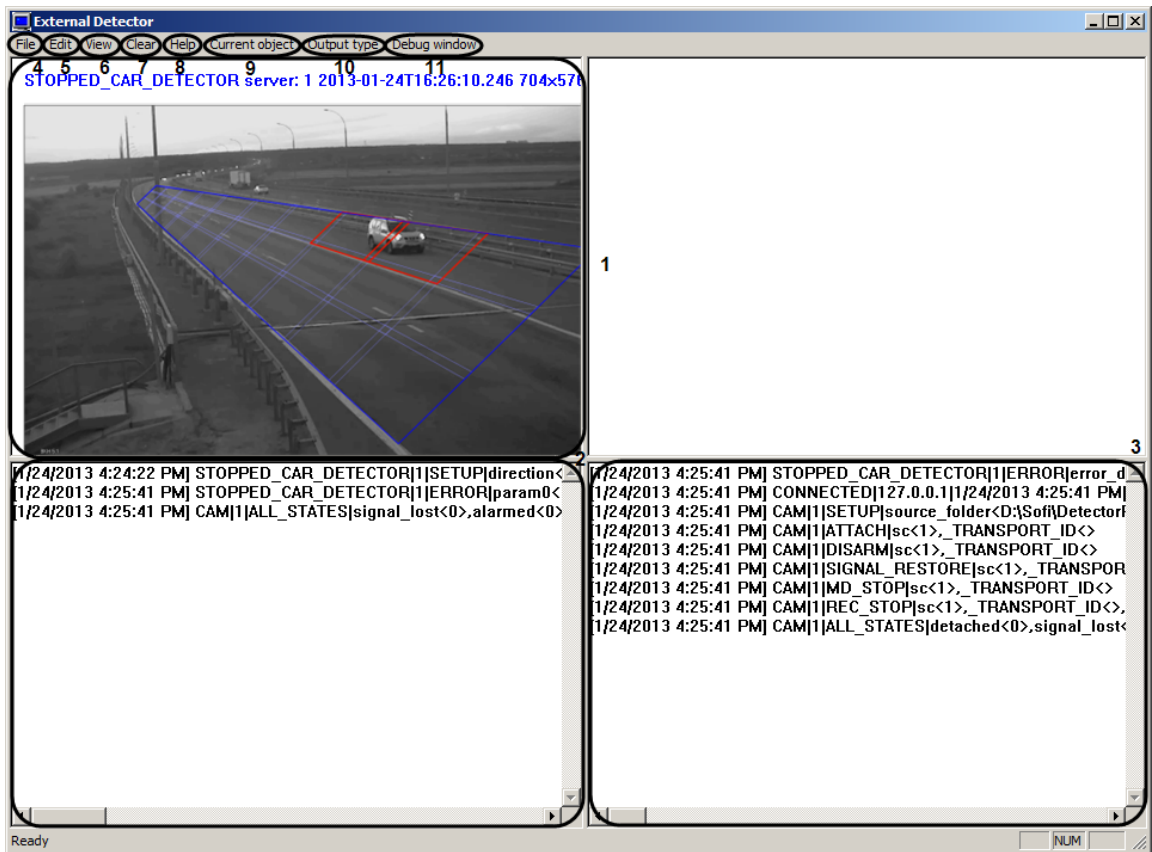 External Detector
File Edit View Clear Help Current object Output type Debug window
4 5 6 7 8 9 10 11
STOPPED_CAR_DETECTOR server: 1 2013-01-24T16:26:10.246 704x576
1
2
3
[1/24/2013 4:24:22 PM] STOPPED_CAR_DETECTOR|1|SETUP|direction<
[1/24/2013 4:25:41 PM] STOPPED_CAR_DETECTOR|1|ERROR|param0<
[1/24/2013 4:25:41 PM] CAM|1|ALL_STATES|signal_lost<0>,alarmed<0>
[1/24/2013 4:25:41 PM] STOPPED_CAR_DETECTOR|1|ERROR|error_d
[1/24/2013 4:25:41 PM] CONNECTED|127.0.0.1|1/24/2013 4:25:41 PM|
[1/24/2013 4:25:41 PM] CAM|1|SETUP|source_folder<D:\Sofi\DetectorF
[1/24/2013 4:25:41 PM] CAM|1|ATTACH|sc<1>,_TRANSPORT_ID<>
[1/24/2013 4:25:41 PM] CAM|1|DISARM|sc<1>,_TRANSPORT_ID<>
[1/24/2013 4:25:41 PM] CAM|1|SIGNAL_RESTORE|sc<1>,_TRANSPOR
[1/24/2013 4:25:41 PM] CAM|1|MD_STOP|sc<1>,_TRANSPORT_ID<>
[1/24/2013 4:25:41 PM] CAM|1|REC_STOP|sc<1>,_TRANSPORT_ID<>,
[1/24/2013 4:25:41 PM] CAM|1|ALL_STATES|detached<0>,signal_lost<
Ready
NUM